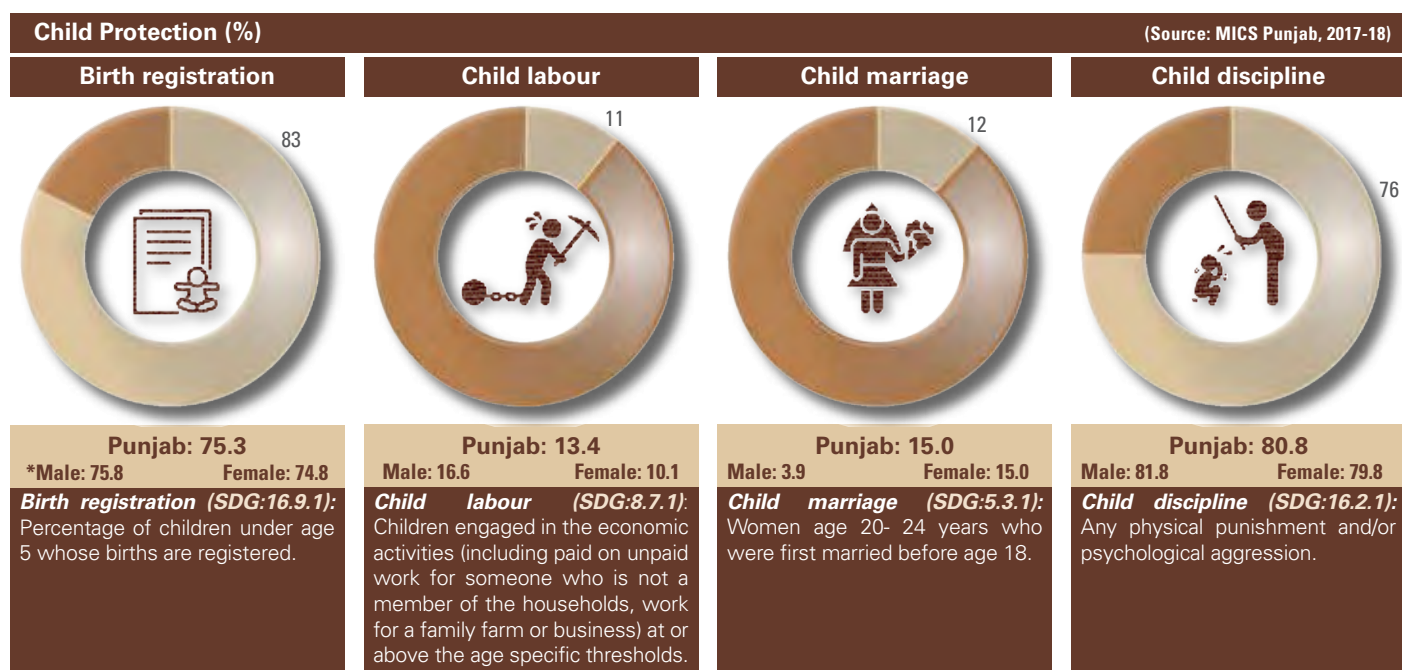 Child Protection (%)
(Source: MICS Punjab, 2017-18)
Birth registration
83
Punjab: 75.3
*Male: 75.8 Female: 74.8
Birth registration (SDG:16.9.1):
Percentage of children under age
5 whose births are registered.
Child labour
11
Punjab: 13.4
Male: 16.6 Female: 10.1
Child labour (SDG:8.7.1):
Children engaged in the economic
activities (including paid on unpaid
work for someone who is not a
member of the households, work
for a family farm or business) at or
above the age specific thresholds.
Child marriage
12
Punjab: 15.0
Male: 3.9 Female: 15.0
Child marriage (SDG:5.3.1):
Women age 20- 24 years who
were first married before age 18.
Child discipline
76
Punjab: 80.8
Male: 81.8 Female: 79.8
Child discipline (SDG:16.2.1):
Any physical punishment and/or
psychological aggression.